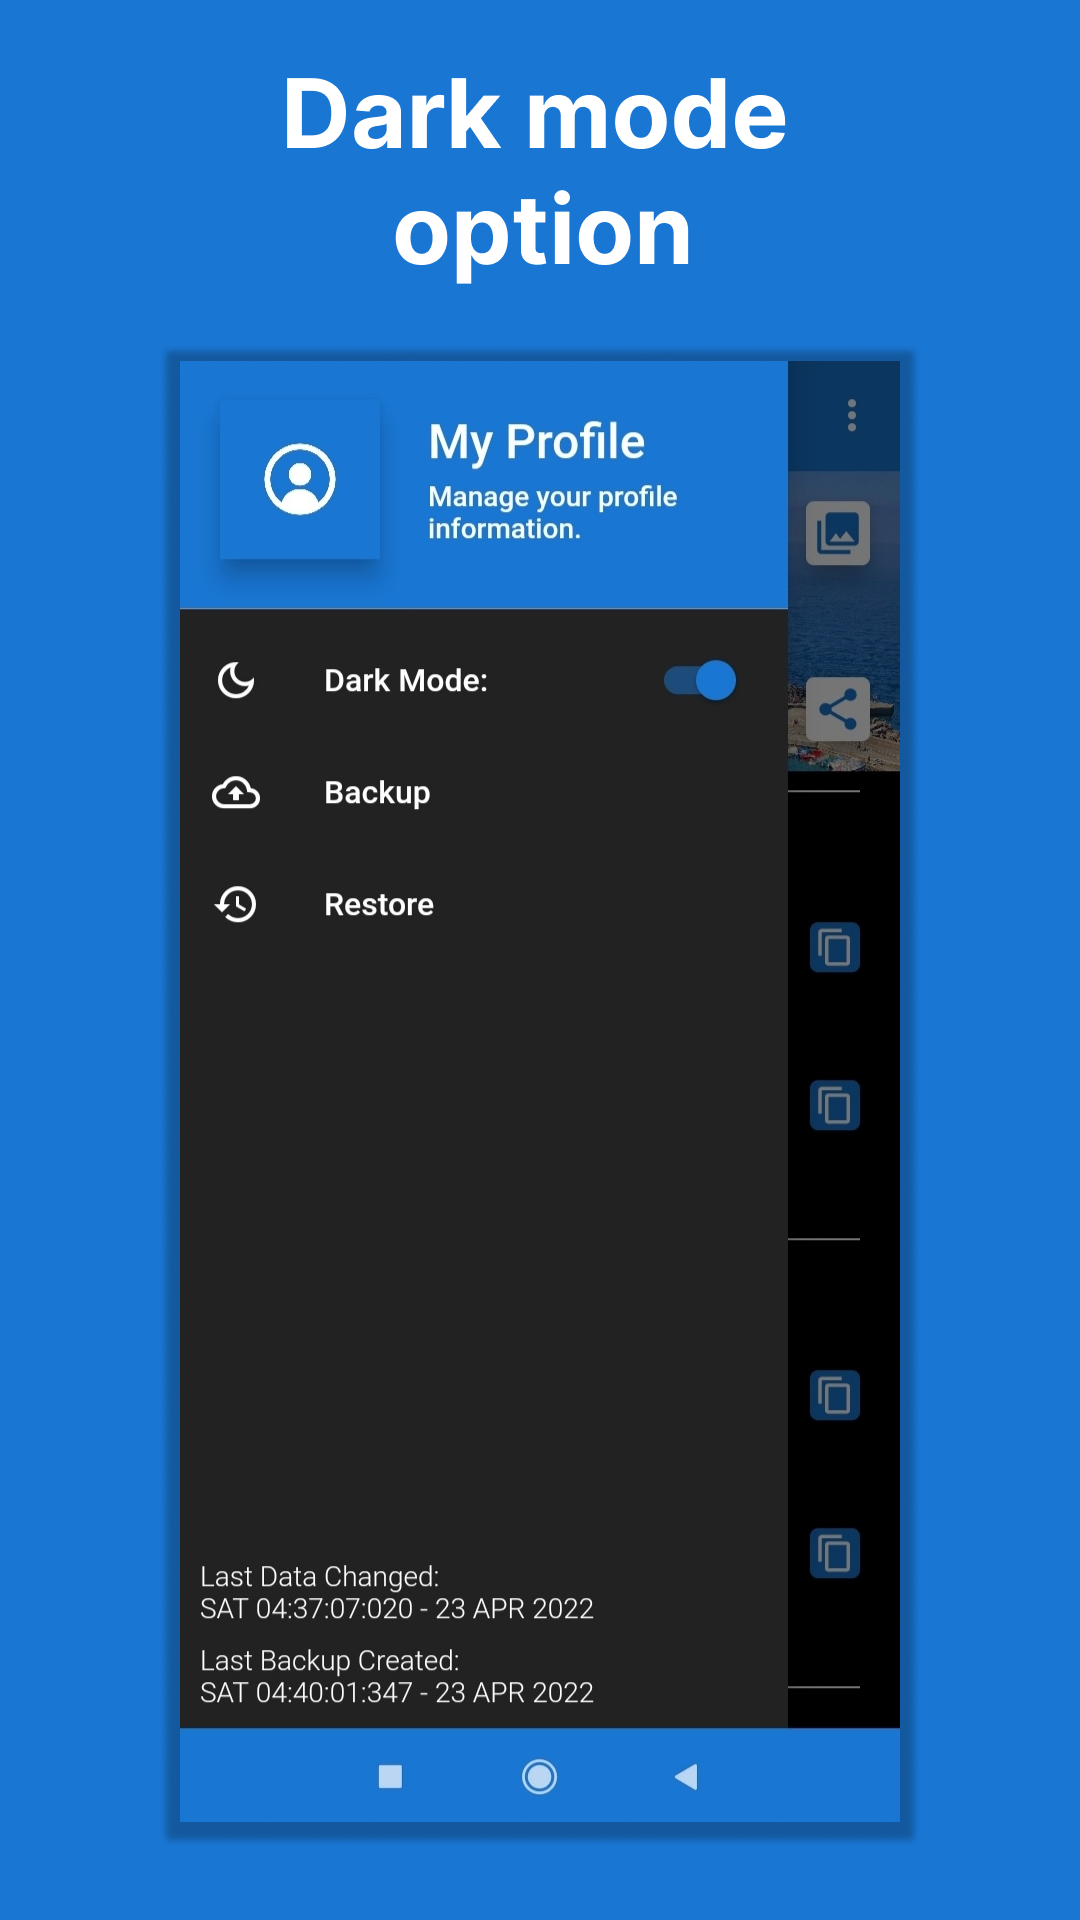 Dark mode
option
My Profile
Manage your profile
information.
Dark Mode:
Backup
Restore
Last Data Changed:
SAT 04:37:07:020 - 23 APR 2022
Last Backup Created:
SAT 04:40:01:347 - 23 APR 2022